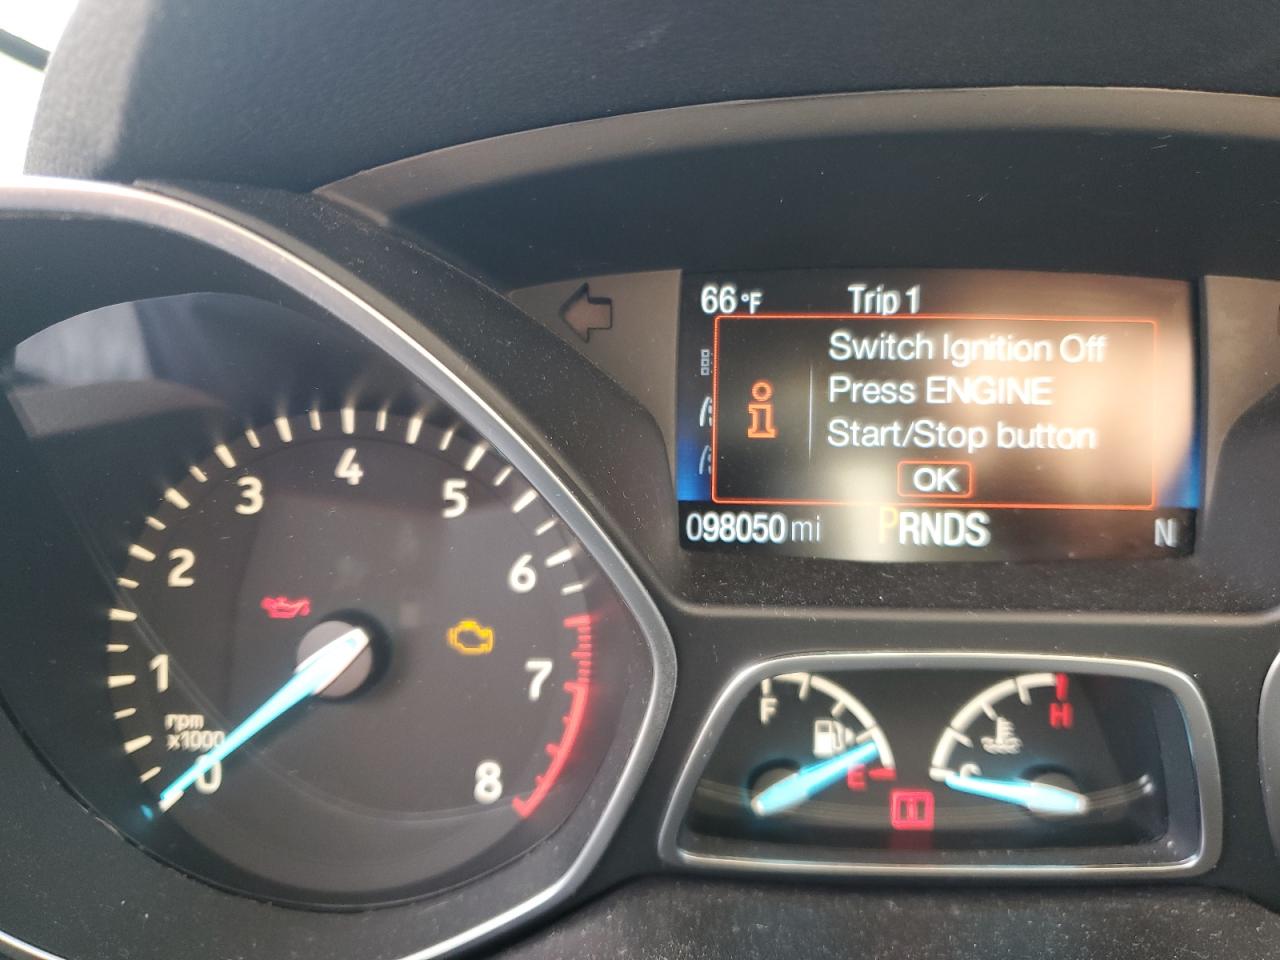 66 °F Trip 1
Switch Ignition Off
Press ENGINE
Start/Stop button
OK
098050 mi PRNDS N
4
3
5
2
6
1
7
rpm
x1000
0
8
F
E
H
C